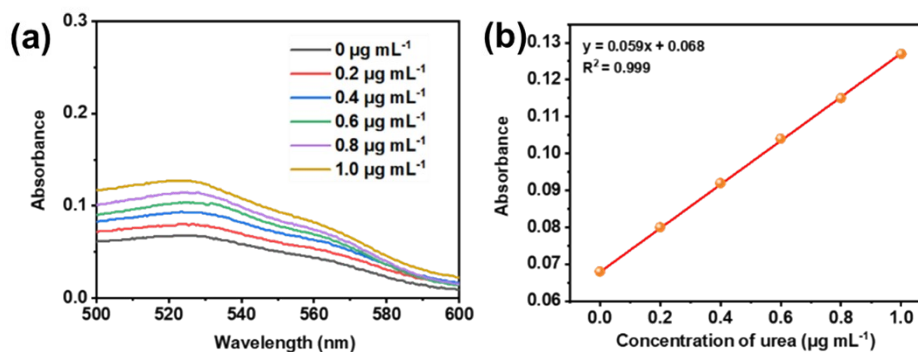 (a)
0.3
0.2
0.1
0.0
Absorbance
0 µg mL⁻¹
0.2 µg mL⁻¹
0.4 µg mL⁻¹
0.6 µg mL⁻¹
0.8 µg mL⁻¹
1.0 µg mL⁻¹
500 520 540 560 580 600
Wavelength (nm)
(b)
y = 0.059x + 0.068
R² = 0.999
0.13
0.12
0.11
0.10
0.09
0.08
0.07
0.06
Absorbance
0.0 0.2 0.4 0.6 0.8 1.0
Concentration of urea (µg mL⁻¹)